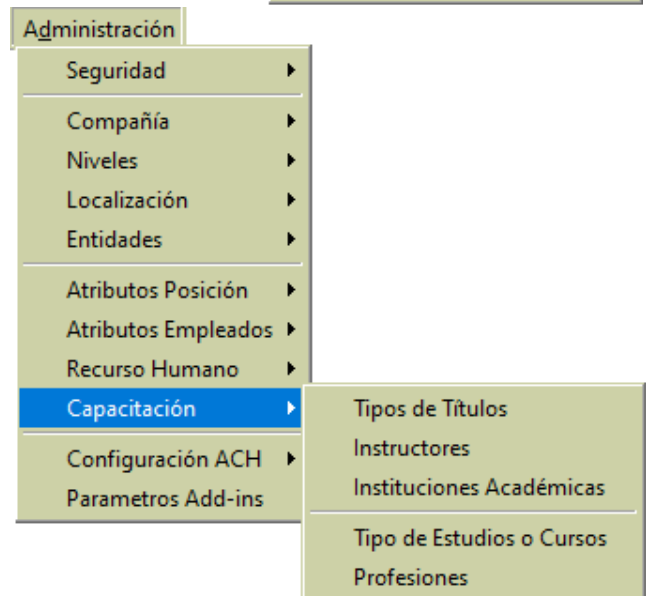 Administración
Seguridad
Compañía
Niveles
Localización
Entidades
Atributos Posición
Atributos Empleados
Recurso Humano
Capacitación
Configuración ACH
Parametros Add-ins
Tipos de Títulos
Instructores
Instituciones Académicas
Tipo de Estudios o Cursos
Profesiones